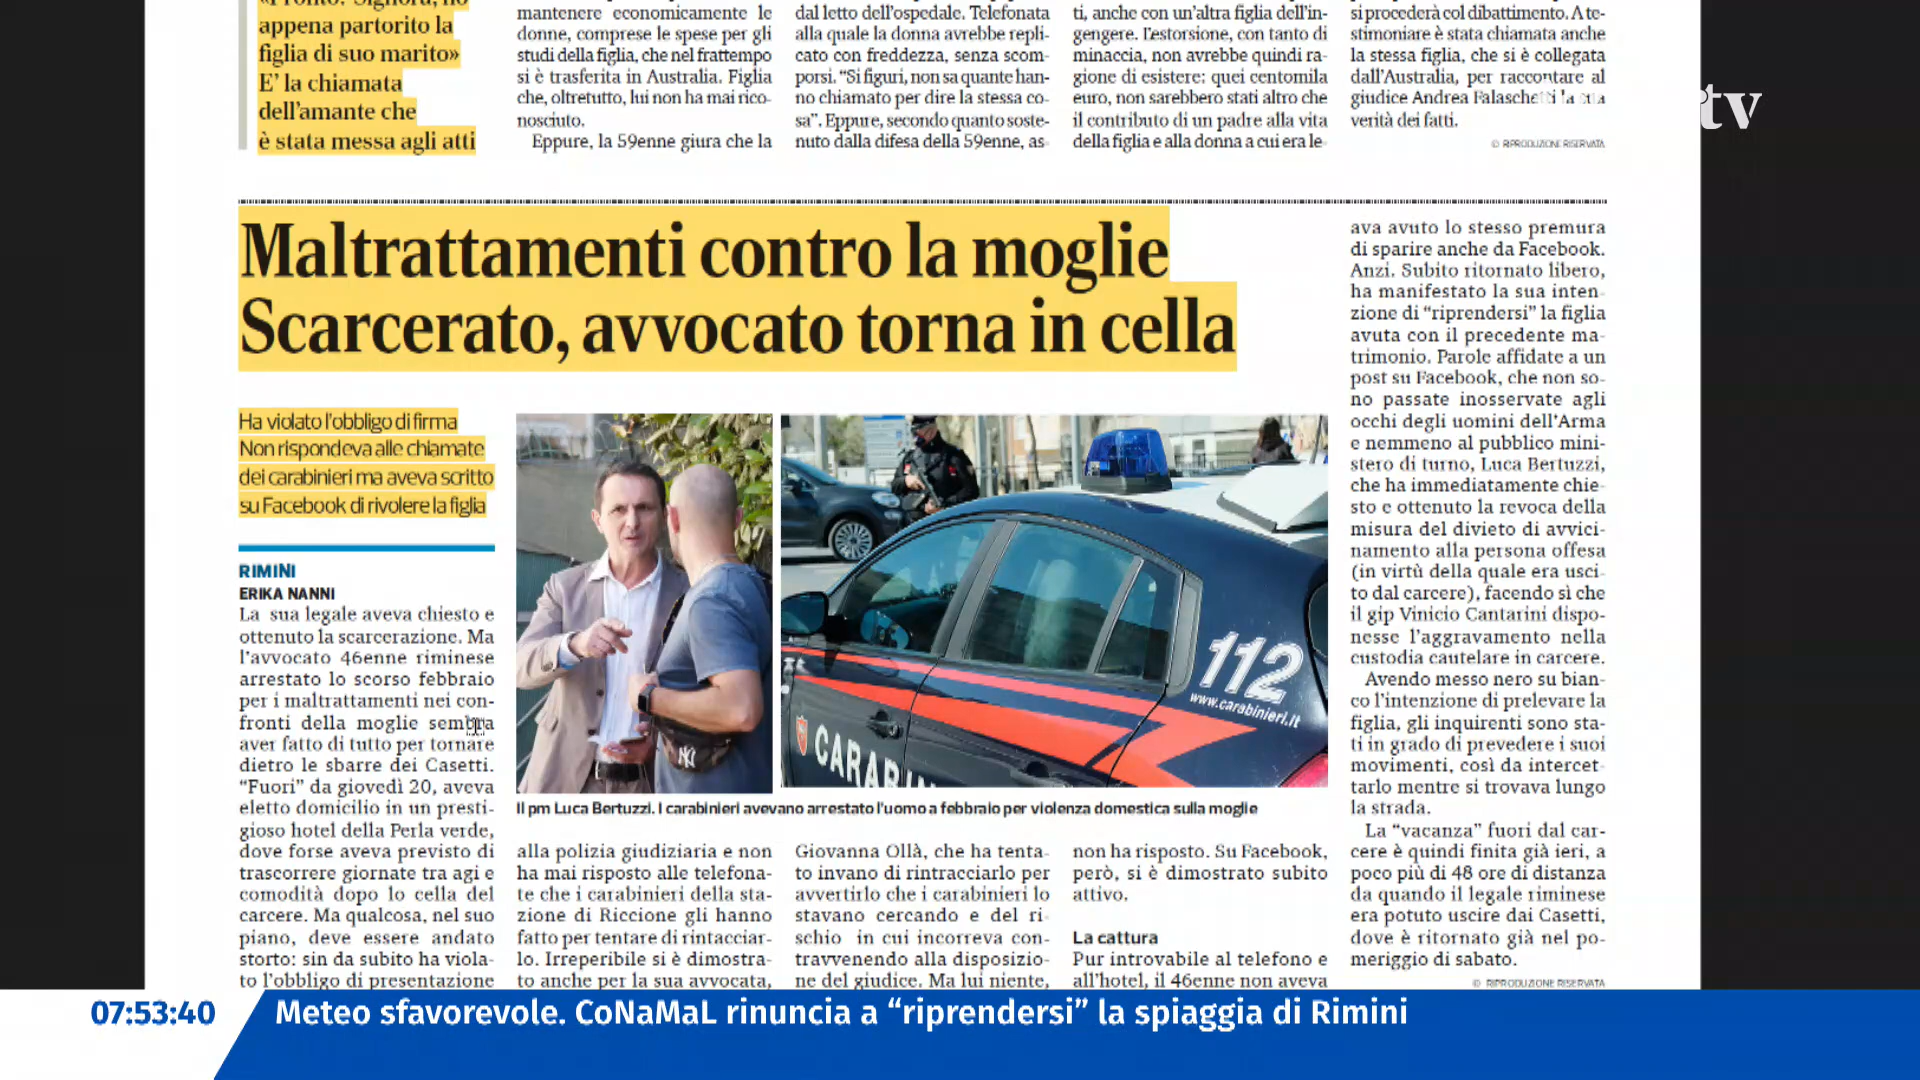 appena partorito la
figlia di suo marito»
E' la chiamata
dell'amante che
è stata messa agli atti
mantenere economicamente le
donne, comprese le spese per gli
studi della figlia, che nel frattempo
si è trasferita in Australia. Figlia
che, oltretutto, lui non ha mai rico-
nosciuto.
Eppure, la 59enne giura che la
dal letto dell'ospedale. Telefonata
alla quale la donna avrebbe repli-
cato con freddezza, senza scom-
porsi. “Si figuri, non sa quante han-
no chiamato per dire la stessa co-
sa”. Eppure, secondo quanto soste-
nuto dalla difesa della 59enne, as-
ti, anche con un'altra figlia dell'in-
gengere. L'estorsione, con tanto di
minaccia, non avrebbe quindi ra-
gione di esistere: quei centomila
euro, non sarebbero stati altro che
il contributo di un padre alla vita
della figlia e alla donna a cui era le-
si procederà col dibattimento. A te-
stimoniare è stata chiamata anche
la stessa figlia, che si è collegata
dall'Australia, per raccontare al
giudice Andrea Falaschetti la sua
verità dei fatti.
© RIPRODUZIONE RISERVATA
tv
Maltrattamenti contro la moglie
Scarcerato, avvocato torna in cella
Ha violato l'obbligo di firma
Non rispondeva alle chiamate
dei carabinieri ma aveva scritto
su Facebook di rivolere la figlia
RIMINI
ERIKA NANNI
La sua legale aveva chiesto e
ottenuto la scarcerazione. Ma
l'avvocato 46enne riminese
arrestato lo scorso febbraio
per i maltrattamenti nei con-
fronti della moglie sembra
aver fatto di tutto per tornare
dietro le sbarre dei Casetti.
“Fuori” da giovedì 20, aveva
eletto domicilio in un presti-
gioso hotel della Perla verde,
dove forse aveva previsto di
trascorrere giornate tra agi e
comodità dopo lo cella del
carcere. Ma qualcosa, nel suo
piano, deve essere andato
storto: sin da subito ha viola-
to l'obbligo di presentazione
112
www.carabinieri.it
CARABIN
NY
Il pm Luca Bertuzzi. I carabinieri avevano arrestato l'uomo a febbraio per violenza domestica sulla moglie
alla polizia giudiziaria e non
ha mai risposto alle telefona-
te che i carabinieri della sta-
zione di Riccione gli hanno
fatto per tentare di rintacciar-
lo. Irreperibile si è dimostra-
to anche per la sua avvocata,
Giovanna Ollà, che ha tenta-
to invano di rintracciarlo per
avvertirlo che i carabinieri lo
stavano cercando e del ri-
schio in cui incorreva con-
travvenendo alla disposizio-
ne del giudice. Ma lui niente,
non ha risposto. Su Facebook,
però, si è dimostrato subito
attivo.
La cattura
Pur introvabile al telefono e
all'hotel, il 46enne non aveva
ava avuto lo stesso premura
di sparire anche da Facebook.
Anzi. Subito ritornato libero,
ha manifestato la sua inten-
zione di “riprendersi” la figlia
avuta con il precedente ma-
trimonio. Parole affidate a un
post su Facebook, che non so-
no passate inosservate agli
occhi degli uomini dell'Arma
e nemmeno al pubblico mini-
stero di turno, Luca Bertuzzi,
che ha immediatamente chie-
sto e ottenuto la revoca della
misura del divieto di avvici-
namento alla persona offesa
(in virtù della quale era usci-
to dal carcere), facendo sì che
il gip Vinicio Cantarini dispo-
nesse l'aggravamento nella
custodia cautelare in carcere.
Avendo messo nero su bian-
co l'intenzione di prelevare la
figlia, gli inquirenti sono sta-
ti in grado di prevedere i suoi
movimenti, così da intercet-
tarlo mentre si trovava lungo
la strada.
La “vacanza” fuori dal car-
cere è quindi finita già ieri, a
poco più di 48 ore di distanza
da quando il legale riminese
era potuto uscire dai Casetti,
dove è ritornato già nel po-
meriggio di sabato.
© RIPRODUZIONE RISERVATA
07:53:40
Meteo sfavorevole. CoNaMaL rinuncia a “riprendersi” la spiaggia di Rimini